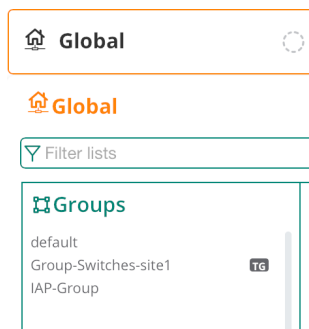 Global
Global
Filter lists
Groups
default
Group-Switches-site1 TG
IAP-Group